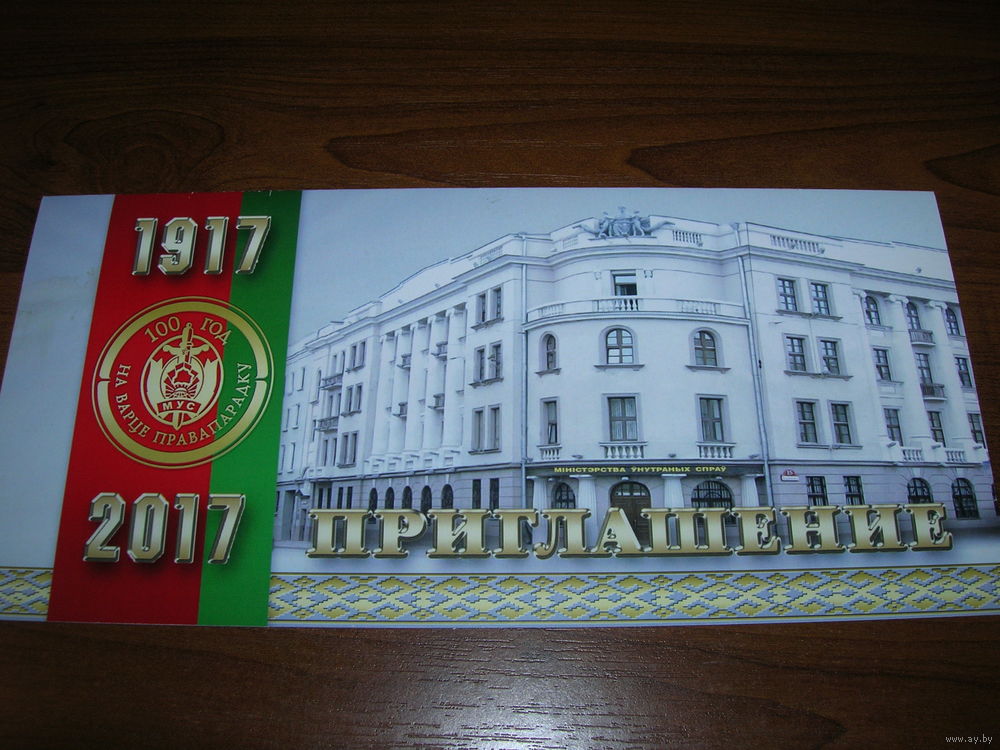 1917
100 ГОД
НА ВАРЦЕ ПРАВАПАРАДКУ
МУС
2017
МІНІСТЭРСТВА ЎНУТРАНЫХ СПРАЎ
ПРИГЛАШЕНИЕ
www.ay.by